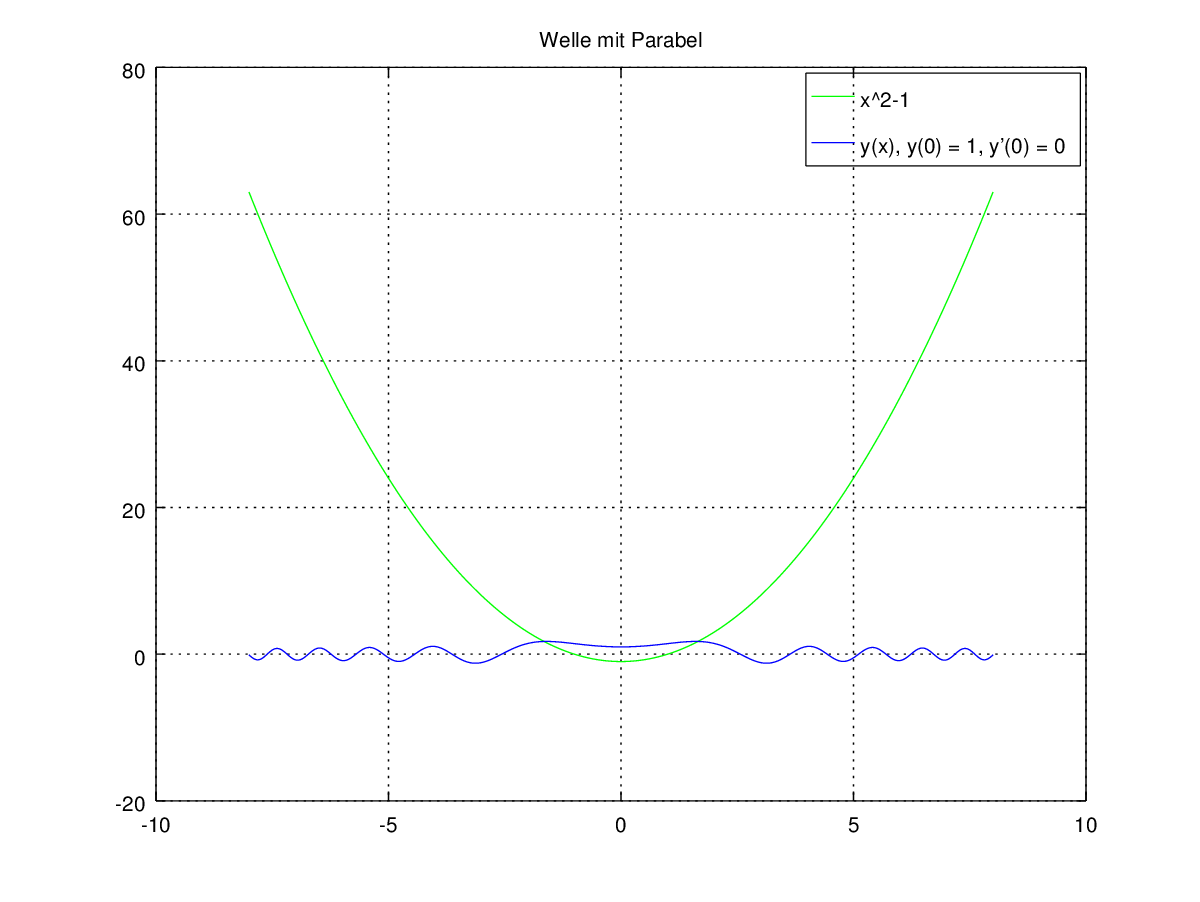 Welle mit Parabel
80
x^2-1
y(x), y(0) = 1, y'(0) = 0
60
40
20
0
-20
-10 -5 0 5 10